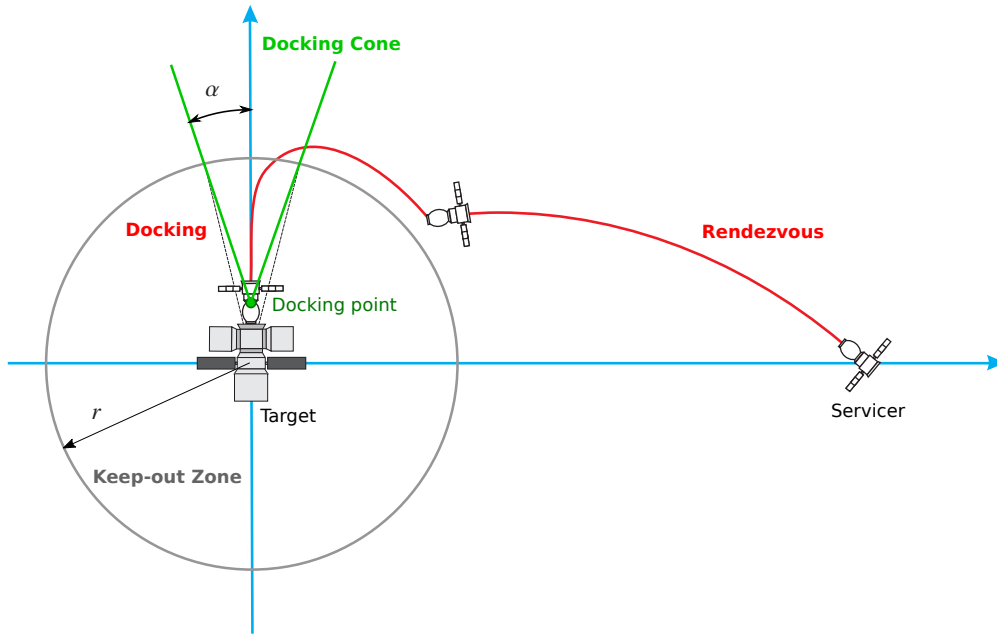 Docking Cone
α
Docking
Rendezvous
Docking point
Servicer
r
Target
Keep-out Zone